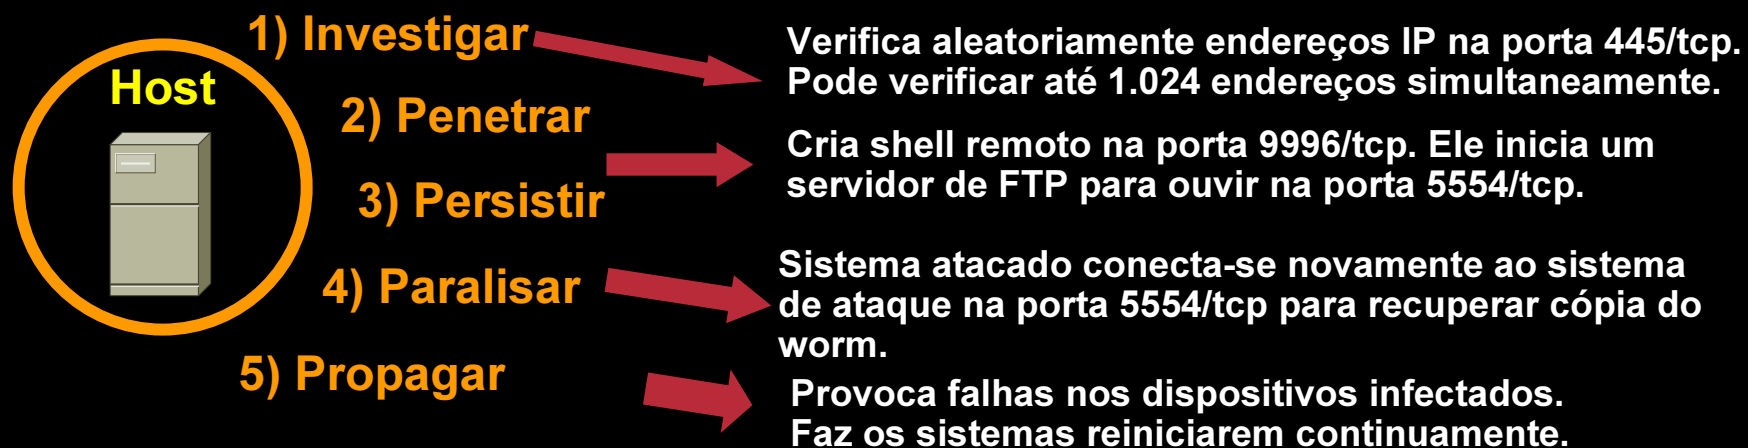 Host
1) Investigar
2) Penetrar
3) Persistir
4) Paralisar
5) Propagar
Verifica aleatoriamente endereços IP na porta 445/tcp.
Pode verificar até 1.024 endereços simultaneamente.
Cria shell remoto na porta 9996/tcp. Ele inicia um
servidor de FTP para ouvir na porta 5554/tcp.
Sistema atacado conecta-se novamente ao sistema
de ataque na porta 5554/tcp para recuperar cópia do
worm.
Provoca falhas nos dispositivos infectados.
Faz os sistemas reiniciarem continuamente.